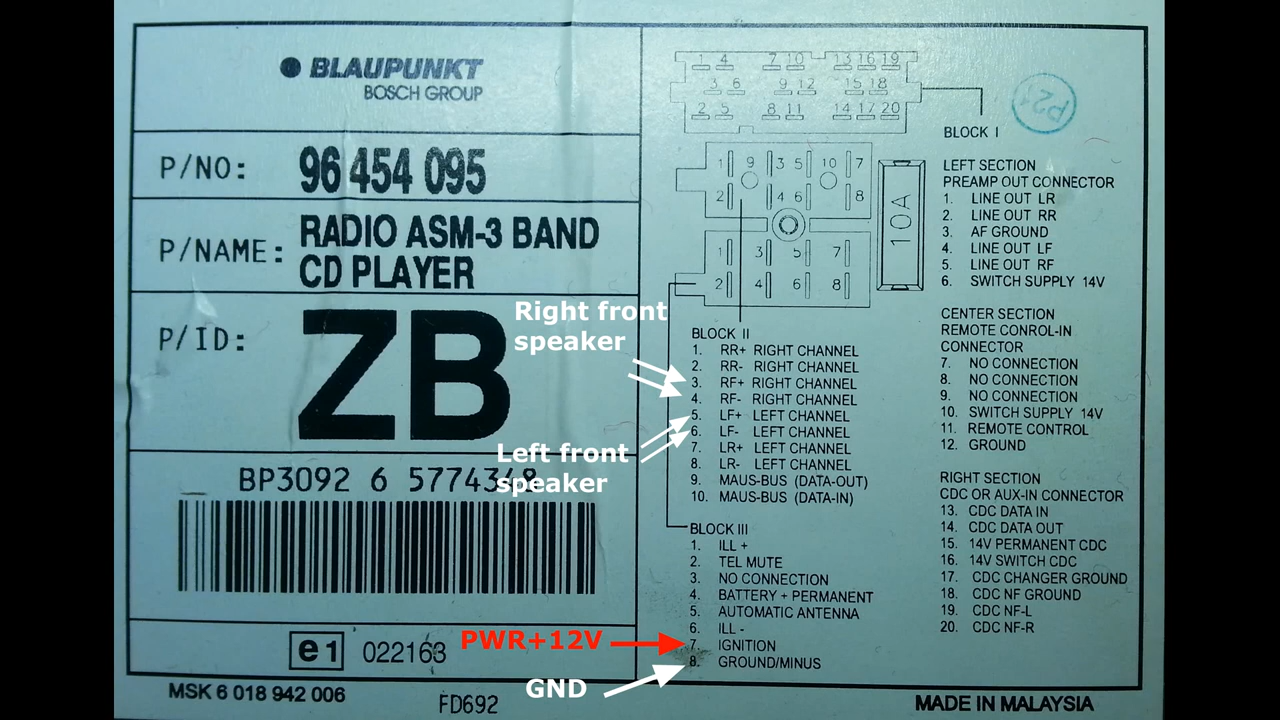 BLAUPUNKT
BOSCH GROUP
P/NO: 96 454 095
P/NAME: RADIO ASM-3 BAND
CD PLAYER
P/ID: ZB
BP3092 6 5774348
e1 022163
MSK 6 018 942 006
FD692
Right front
speaker
Left front
speaker
PWR+12V
GND
1 4 7 10 13 16 19
3 6 9 12 15 18
2 5 8 11 14 17 20
P21
BLOCK I
1 9 3 5 10 7
2 4 6 8
10A
1 3 5 7
2 4 6 8
BLOCK II
1. RR+ RIGHT CHANNEL
2. RR- RIGHT CHANNEL
3. RF+ RIGHT CHANNEL
4. RF- RIGHT CHANNEL
5. LF+ LEFT CHANNEL
6. LF- LEFT CHANNEL
7. LR+ LEFT CHANNEL
8. LR- LEFT CHANNEL
9. MAUS-BUS (DATA-OUT)
10. MAUS-BUS (DATA-IN)
BLOCK III
1. ILL +
2. TEL MUTE
3. NO CONNECTION
4. BATTERY + PERMANENT
5. AUTOMATIC ANTENNA
6. ILL -
7. IGNITION
8. GROUND/MINUS
LEFT SECTION
PREAMP OUT CONNECTOR
1. LINE OUT LR
2. LINE OUT RR
3. AF GROUND
4. LINE OUT LF
5. LINE OUT RF
6. SWITCH SUPPLY 14V
CENTER SECTION
REMOTE CONROL-IN
CONNECTOR
7. NO CONNECTION
8. NO CONNECTION
9. NO CONNECTION
10. SWITCH SUPPLY 14V
11. REMOTE CONTROL
12. GROUND
RIGHT SECTION
CDC OR AUX-IN CONNECTOR
13. CDC DATA IN
14. CDC DATA OUT
15. 14V PERMANENT CDC
16. 14V SWITCH CDC
17. CDC CHANGER GROUND
18. CDC NF GROUND
19. CDC NF-L
20. CDC NF-R
MADE IN MALAYSIA